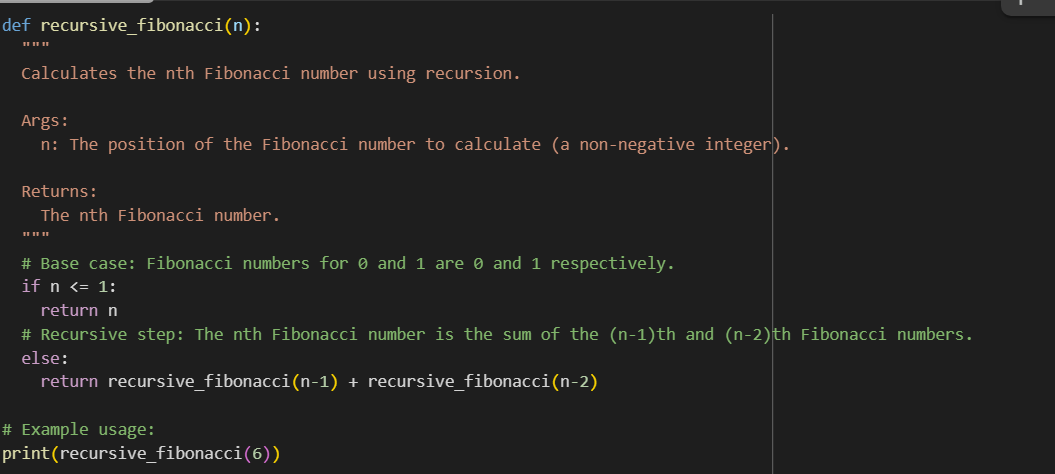 def recursive_fibonacci(n):
  """
  Calculates the nth Fibonacci number using recursion.

  Args:
    n: The position of the Fibonacci number to calculate (a non-negative integer).

  Returns:
    The nth Fibonacci number.
  """
  # Base case: Fibonacci numbers for 0 and 1 are 0 and 1 respectively.
  if n <= 1:
    return n
  # Recursive step: The nth Fibonacci number is the sum of the (n-1)th and (n-2)th Fibonacci numbers.
  else:
    return recursive_fibonacci(n-1) + recursive_fibonacci(n-2)

# Example usage:
print(recursive_fibonacci(6))